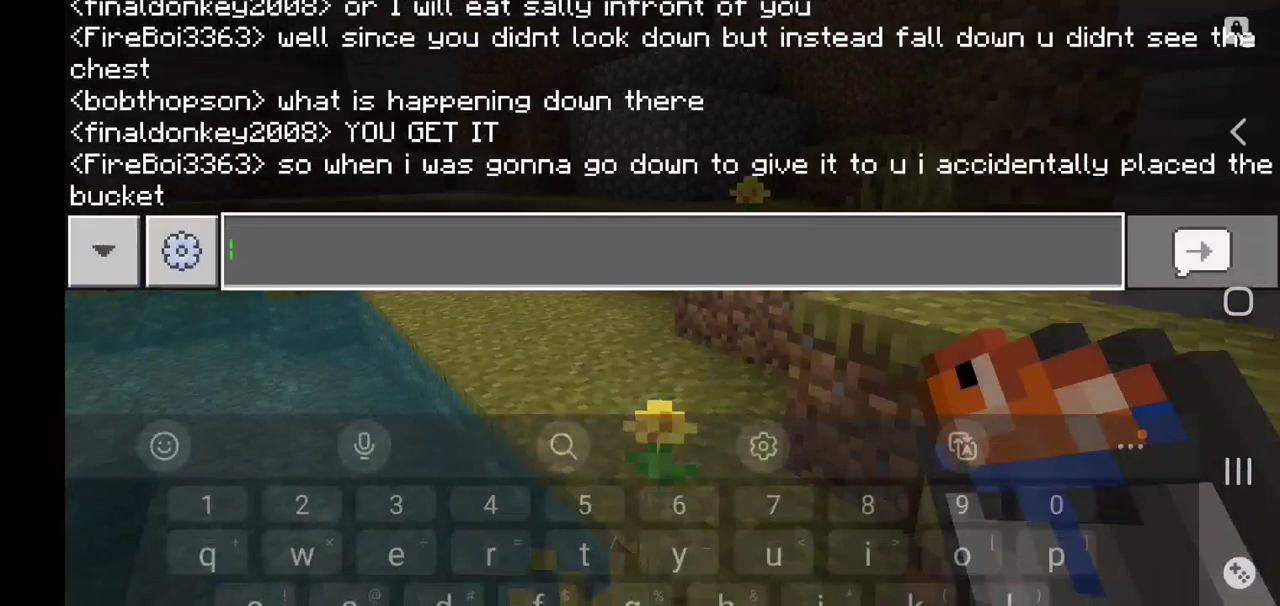 <finaldonkey2008> or I will eat sally infront of you
<FireBoi3363> well since you didnt look down but instead fall down u didnt see the
chest
<bobthopson> what is happening down there
<finaldonkey2008> YOU GET IT
<FireBoi3363> so when i was gonna go down to give it to u i accidentally placed the
bucket
1 2 3 4 5 6 7 8 9 0
q w e r t y u i o p